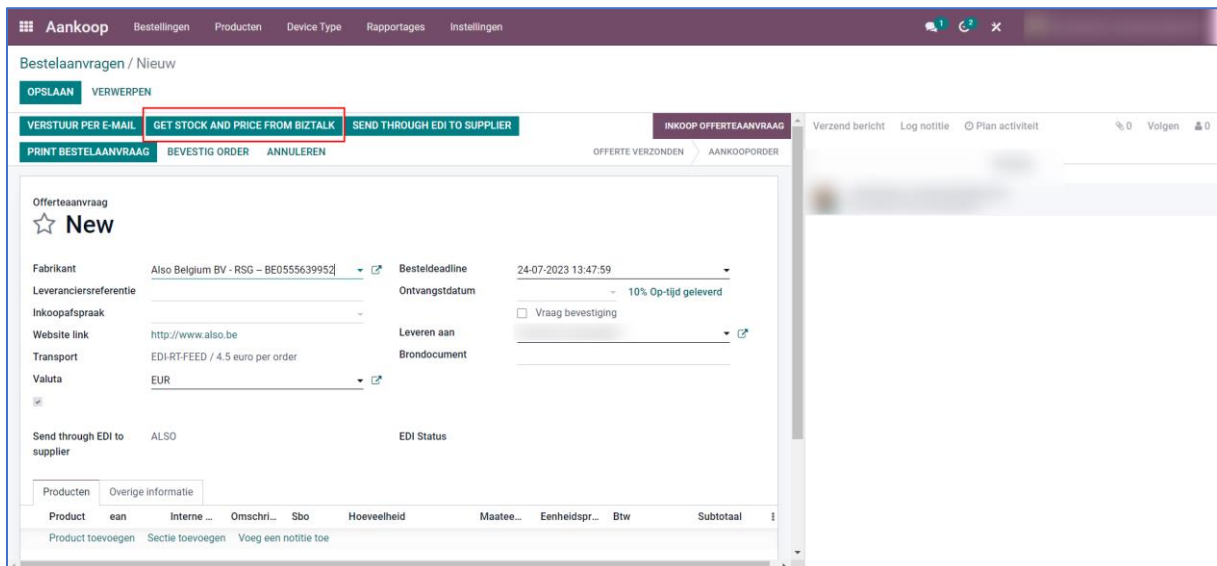 Aankoop Bestellingen Producten Device Type Rapportages Instellingen 1 2
Bestelaanvragen / Nieuw
OPSLAAN VERWERPEN
VERSTUUR PER E-MAIL GET STOCK AND PRICE FROM BIZTALK SEND THROUGH EDI TO SUPPLIER INKOOP OFFERTEAANVRAAG Verzend bericht Log notitie Plan activiteit 0 Volgen 0
PRINT BESTELAANVRAAG BEVESTIG ORDER ANNULEREN OFFERTE VERZONDEN AANKOOPORDER
Offerteaanvraag
New
Fabrikant Also Belgium BV - RSG – BE0555639952 Besteldeadline 24-07-2023 13:47:59
Leveranciersreferentie Ontvangstdatum 10% Op-tijd geleverd
Inkoopafspraak Vraag bevestiging
Website link http://www.also.be Leveren aan
Transport EDI-RT-FEED / 4.5 euro per order Brondocument
Valuta EUR
Send through EDI to ALSO EDI Status
supplier
Producten Overige informatie
Product ean Interne ... Omschri... Sbo Hoeveelheid Maatee... Eenheidspr... Btw Subtotaal
Product toevoegen Sectie toevoegen Voeg een notitie toe